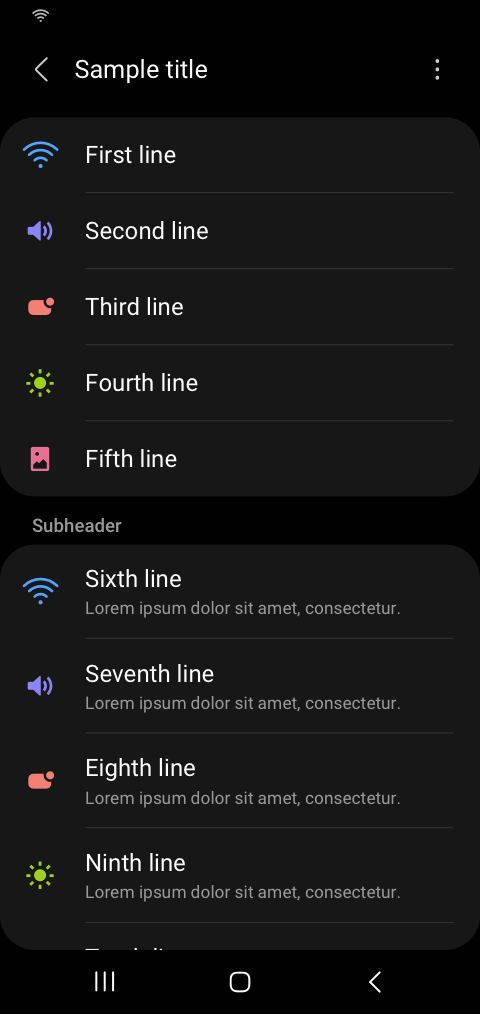 Sample title
First line
Second line
Third line
Fourth line
Fifth line
Subheader
Sixth line
Lorem ipsum dolor sit amet, consectetur.
Seventh line
Lorem ipsum dolor sit amet, consectetur.
Eighth line
Lorem ipsum dolor sit amet, consectetur.
Ninth line
Lorem ipsum dolor sit amet, consectetur.